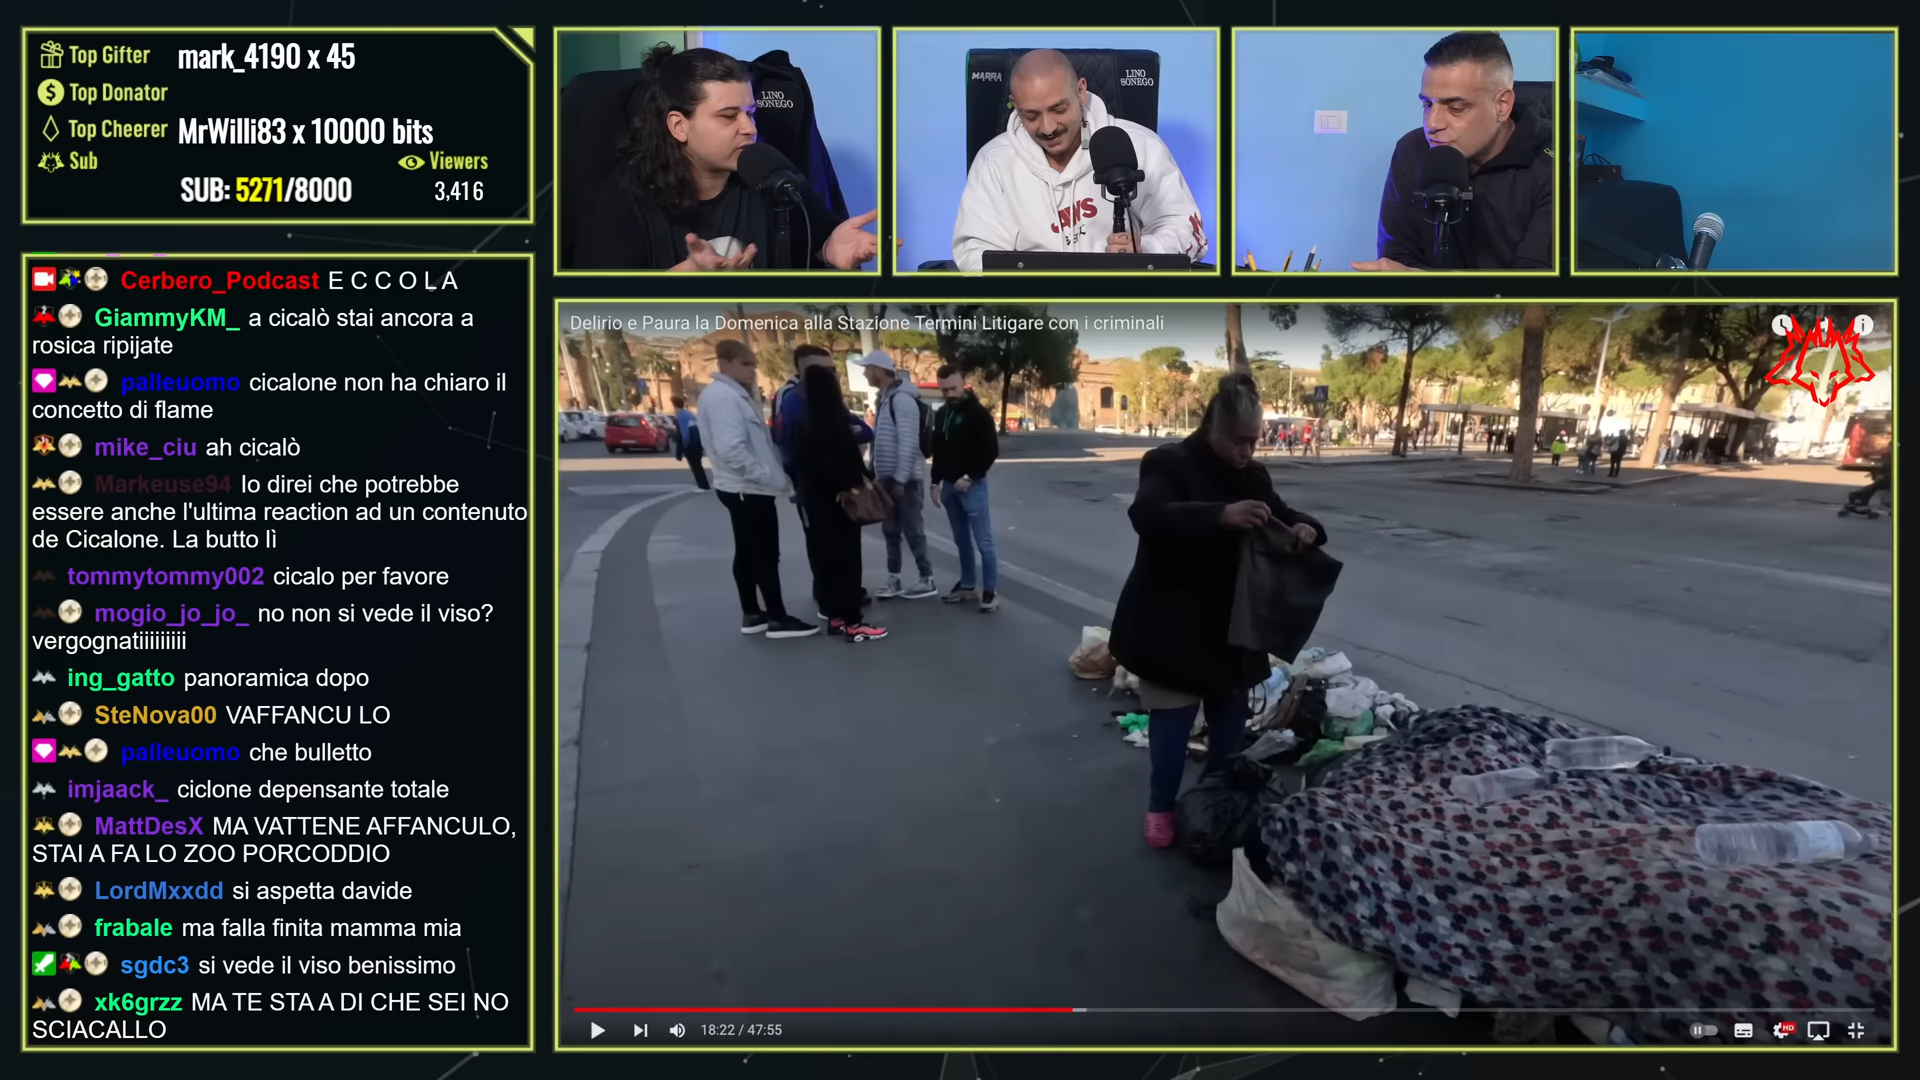 Top Gifter mark_4190 x 45
Top Donator
Top Cheerer MrWilli83 x 10000 bits
Sub Viewers
SUB: 5271/8000 3,416
Cerbero_Podcast E C C O L A
GiammyKM_ a cicalò stai ancora a
rosica ripijate
palleuomo cicalone non ha chiaro il
concetto di flame
mike_ciu ah cicalò
Markeuse94 Io direi che potrebbe
essere anche l'ultima reaction ad un contenuto
de Cicalone. La butto lì
tommytommy002 cicalo per favore
mogio_jo_jo_ no non si vede il viso?
vergognatiiiiiiiii
ing_gatto panoramica dopo
SteNova00 VAFFANCU LO
palleuomo che bulletto
imjaack_ ciclone depensante totale
MattDesX MA VATTENE AFFANCULO,
STAI A FA LO ZOO PORCODDIO
LordMxxdd si aspetta davide
frabale ma falla finita mamma mia
sgdc3 si vede il viso benissimo
xk6grzz MA TE STA A DI CHE SEI NO
SCIACALLO
LINO
SONEGO
MARRA
LINO
SONEGO
JAWS
Delirio e Paura la Domenica alla Stazione Termini Litigare con i criminali
18:22 / 47:55
HD